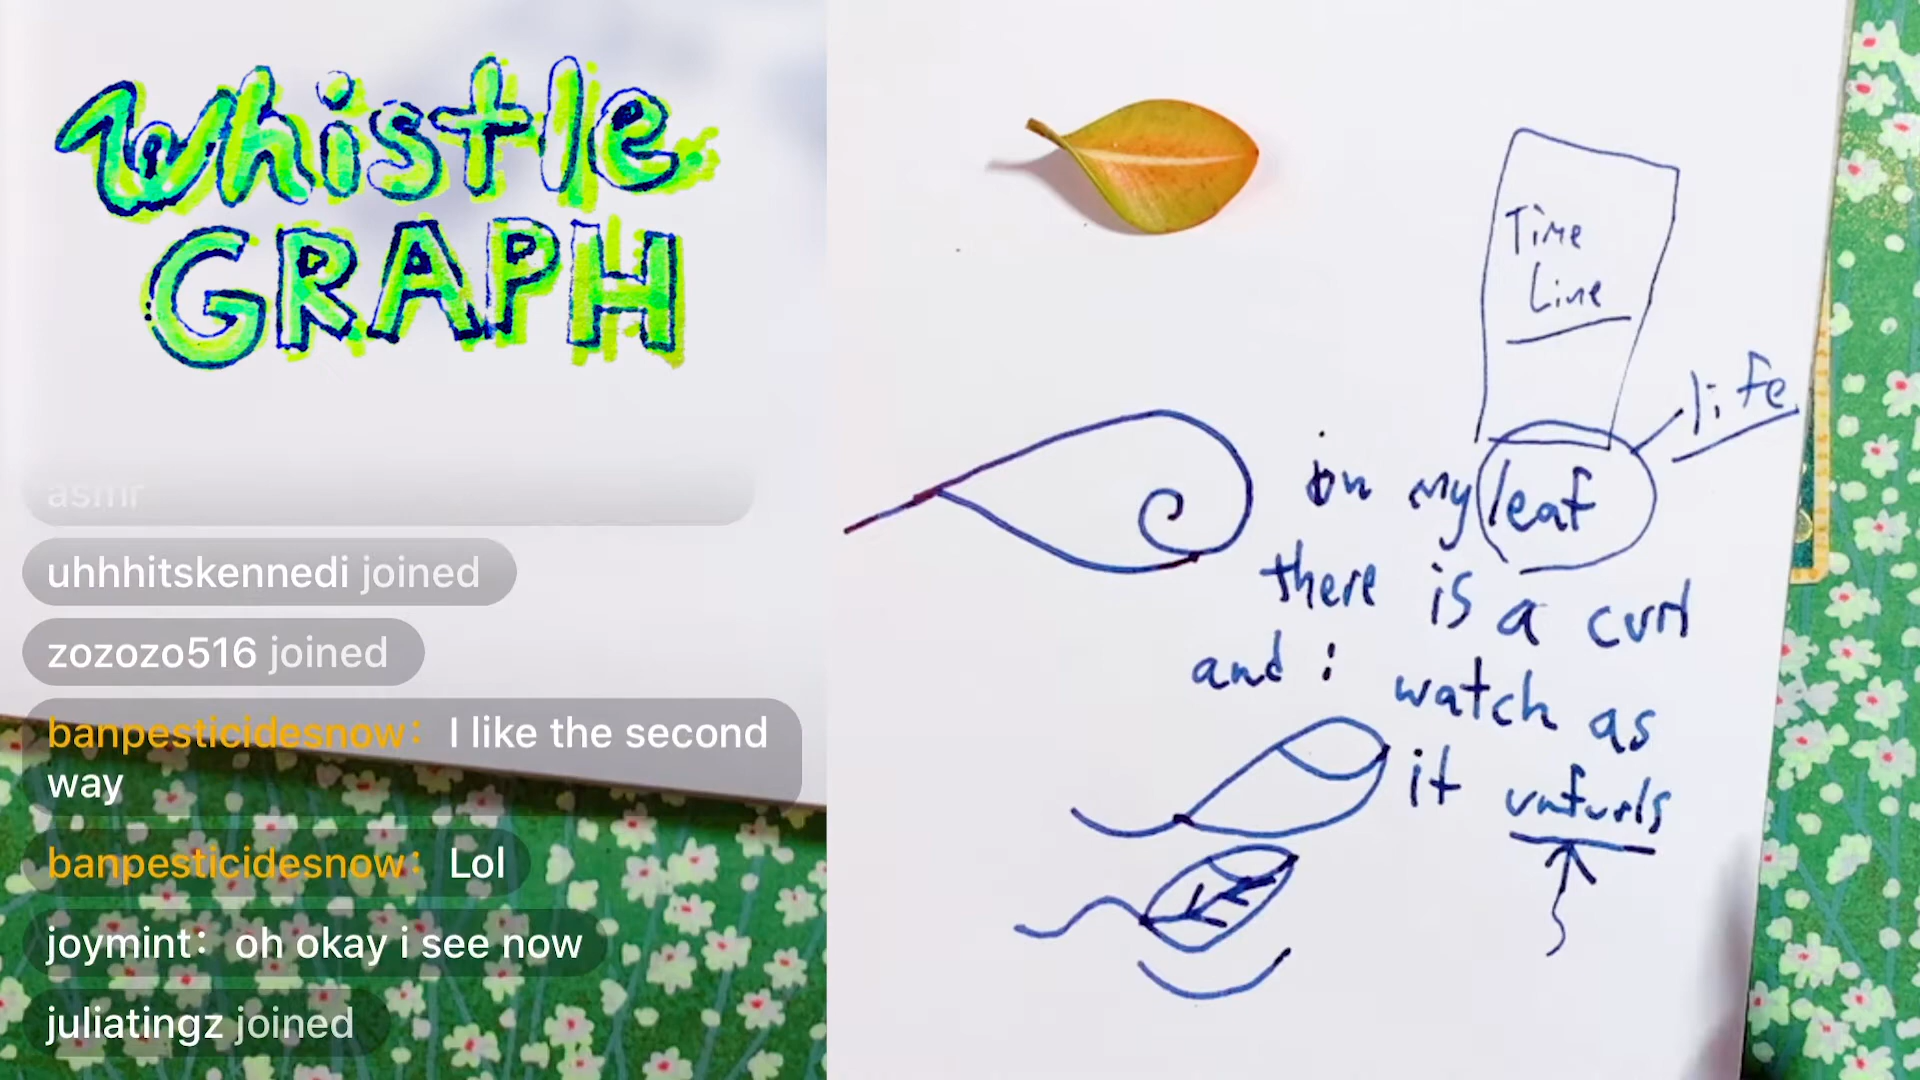 Whistle
GRAPH
asmr
uhhhitskennedi joined
zozozo516 joined
banpesticidesnow: I like the second
way
banpesticidesnow: Lol
joymint: oh okay i see now
juliatingz joined
Time
Line
life
on my leaf
there is a curl
and i watch as
it unfurls